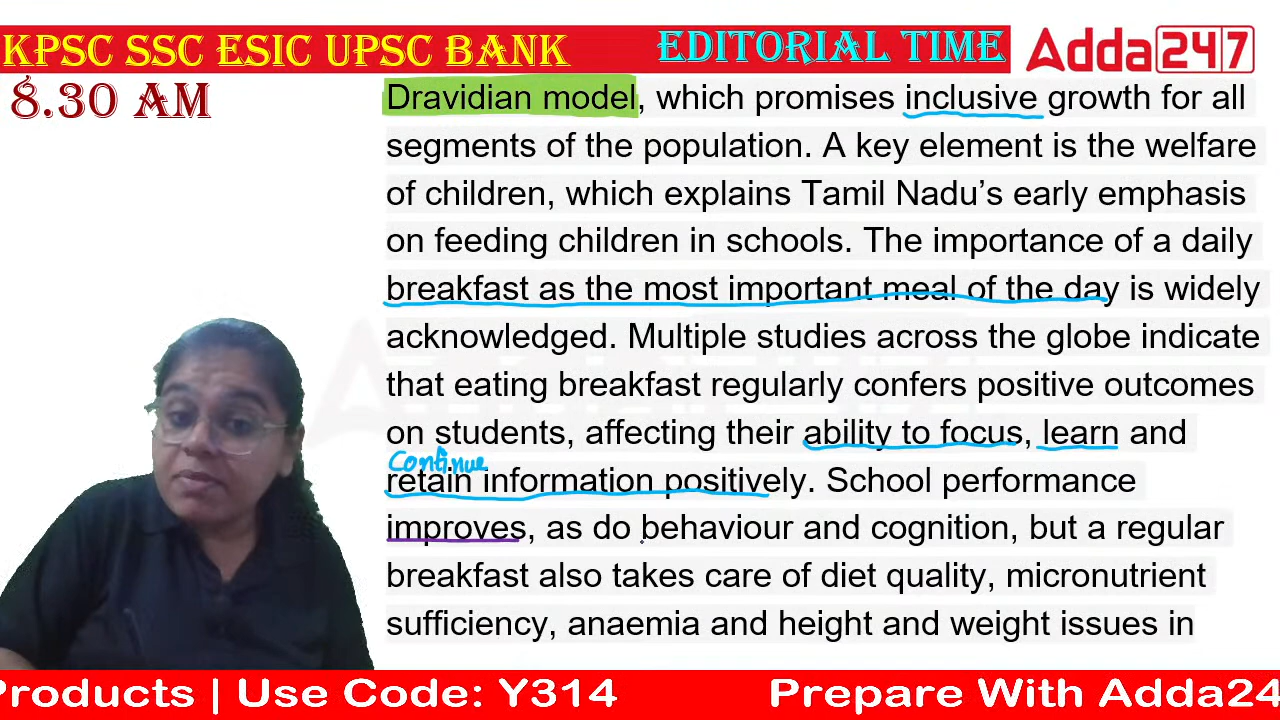 KPSC SSC ESIC UPSC BANK
EDITORIAL TIME
Adda247
8.30 AM
Dravidian model, which promises inclusive growth for all
segments of the population. A key element is the welfare
of children, which explains Tamil Nadu’s early emphasis
on feeding children in schools. The importance of a daily
breakfast as the most important meal of the day is widely
acknowledged. Multiple studies across the globe indicate
that eating breakfast regularly confers positive outcomes
on students, affecting their ability to focus, learn and
Continue
retain information positively. School performance
improves, as do behaviour and cognition, but a regular
breakfast also takes care of diet quality, micronutrient
sufficiency, anaemia and height and weight issues in
Products | Use Code: Y314
Prepare With Adda24